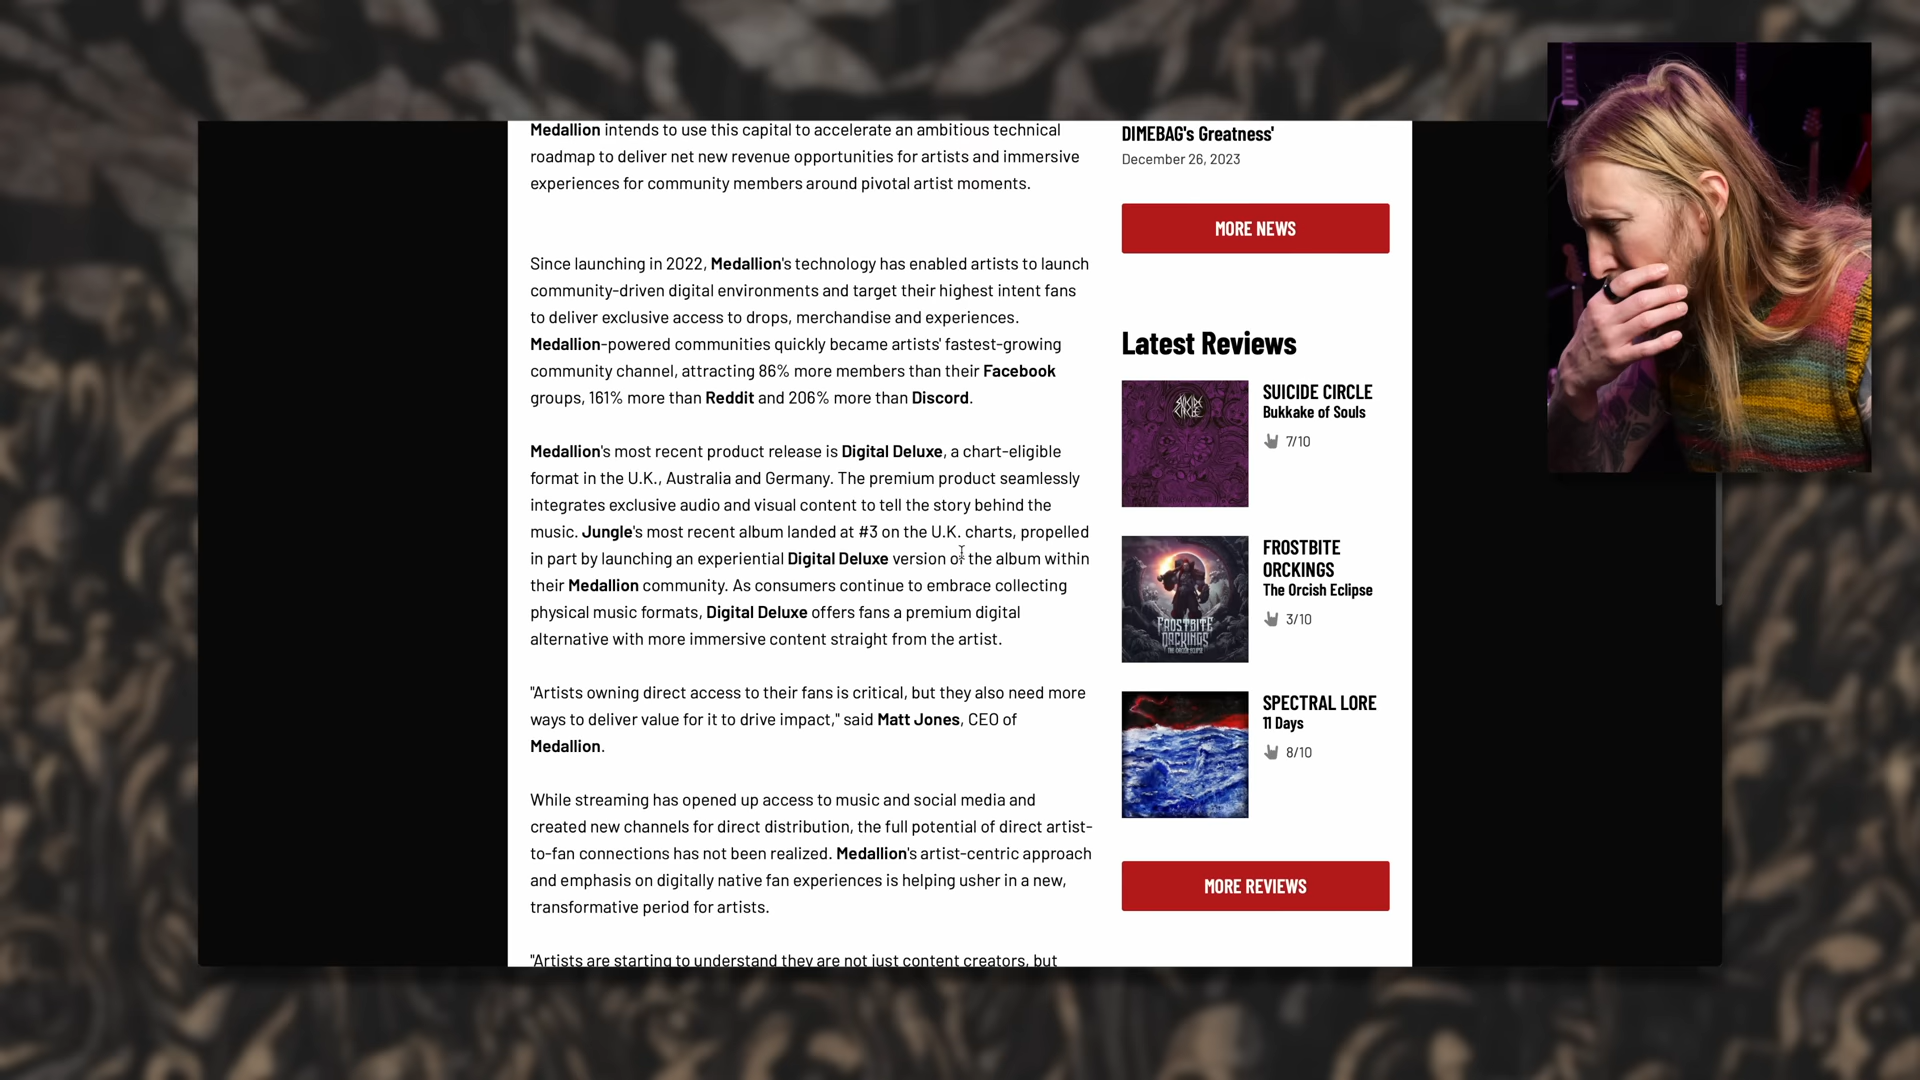 Medallion intends to use this capital to accelerate an ambitious technical
roadmap to deliver net new revenue opportunities for artists and immersive
experiences for community members around pivotal artist moments.
Since launching in 2022, Medallion's technology has enabled artists to launch
community-driven digital environments and target their highest intent fans
to deliver exclusive access to drops, merchandise and experiences.
Medallion-powered communities quickly became artists' fastest-growing
community channel, attracting 86% more members than their Facebook
groups, 161% more than Reddit and 206% more than Discord.
Medallion's most recent product release is Digital Deluxe, a chart-eligible
format in the U.K., Australia and Germany. The premium product seamlessly
integrates exclusive audio and visual content to tell the story behind the
music. Jungle's most recent album landed at #3 on the U.K. charts, propelled
in part by launching an experiential Digital Deluxe version of the album within
their Medallion community. As consumers continue to embrace collecting
physical music formats, Digital Deluxe offers fans a premium digital
alternative with more immersive content straight from the artist.
"Artists owning direct access to their fans is critical, but they also need more
ways to deliver value for it to drive impact," said Matt Jones, CEO of
Medallion.
While streaming has opened up access to music and social media and
created new channels for direct distribution, the full potential of direct artist-
to-fan connections has not been realized. Medallion's artist-centric approach
and emphasis on digitally native fan experiences is helping usher in a new,
transformative period for artists.
"Artists are starting to understand they are not just content creators, but
DIMEBAG's Greatness'
December 26, 2023
MORE NEWS
Latest Reviews
SUICIDE CIRCLE
Bukkake of Souls
7/10
SUICIDE
CIRCLE
FROSTBITE
ORCKINGS
The Orcish Eclipse
3/10
FROSTBITE
ORCKINGS
THE ORCISH ECLIPSE
SPECTRAL LORE
11 Days
8/10
MORE REVIEWS